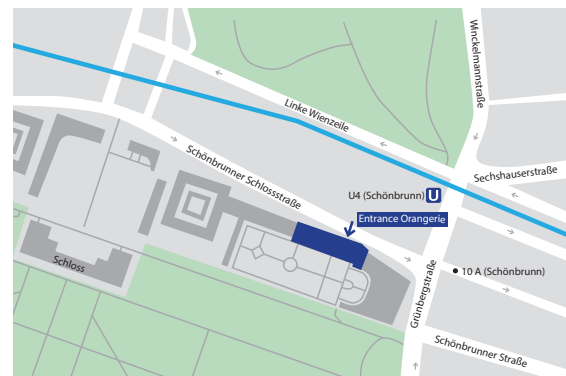 Winckelmannstraße
Linke Wienzeile
Sechshauserstraße
Schönbrunner Schlossstraße
U4 (Schönbrunn) U
Entrance Orangerie
Schloss
10 A (Schönbrunn)
Grünbergstraße
Schönbrunner Straße